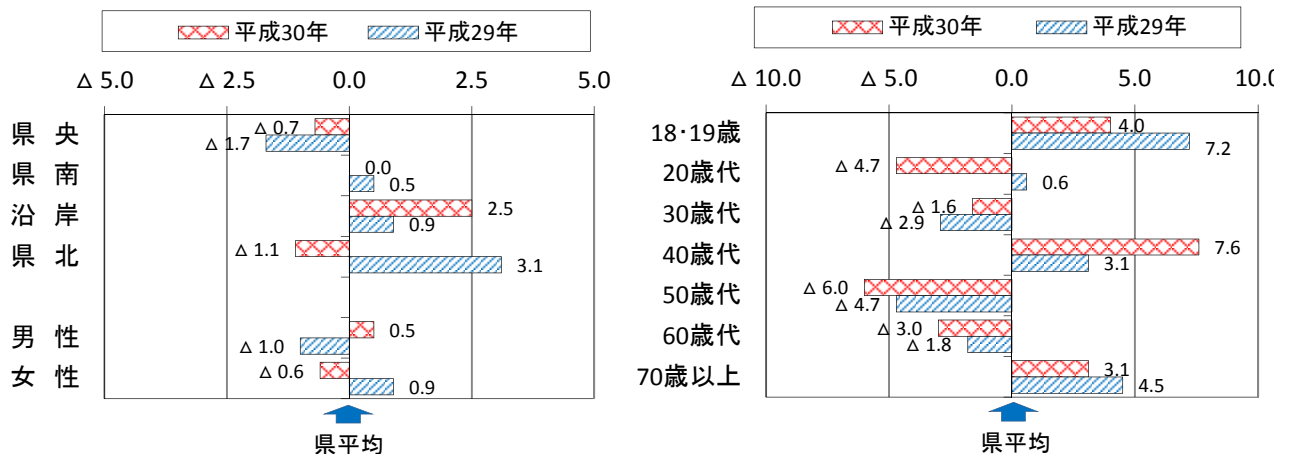 平成30年 平成29年
△ 5.0 △ 2.5 0.0 2.5 5.0
県 央 △ 0.7
△ 1.7
県 南 0.0
0.5
沿 岸 2.5
0.9
県 北 △ 1.1
3.1
男 性 0.5
△ 1.0
女 性 △ 0.6
0.9
県平均
平成30年 平成29年
△ 10.0 △ 5.0 0.0 5.0 10.0
18･19歳 4.0
7.2
20歳代 △ 4.7
0.6
30歳代 △ 1.6
△ 2.9
40歳代 7.6
3.1
50歳代 △ 6.0
△ 4.7
60歳代 △ 3.0
△ 1.8
70歳以上 3.1
4.5
県平均